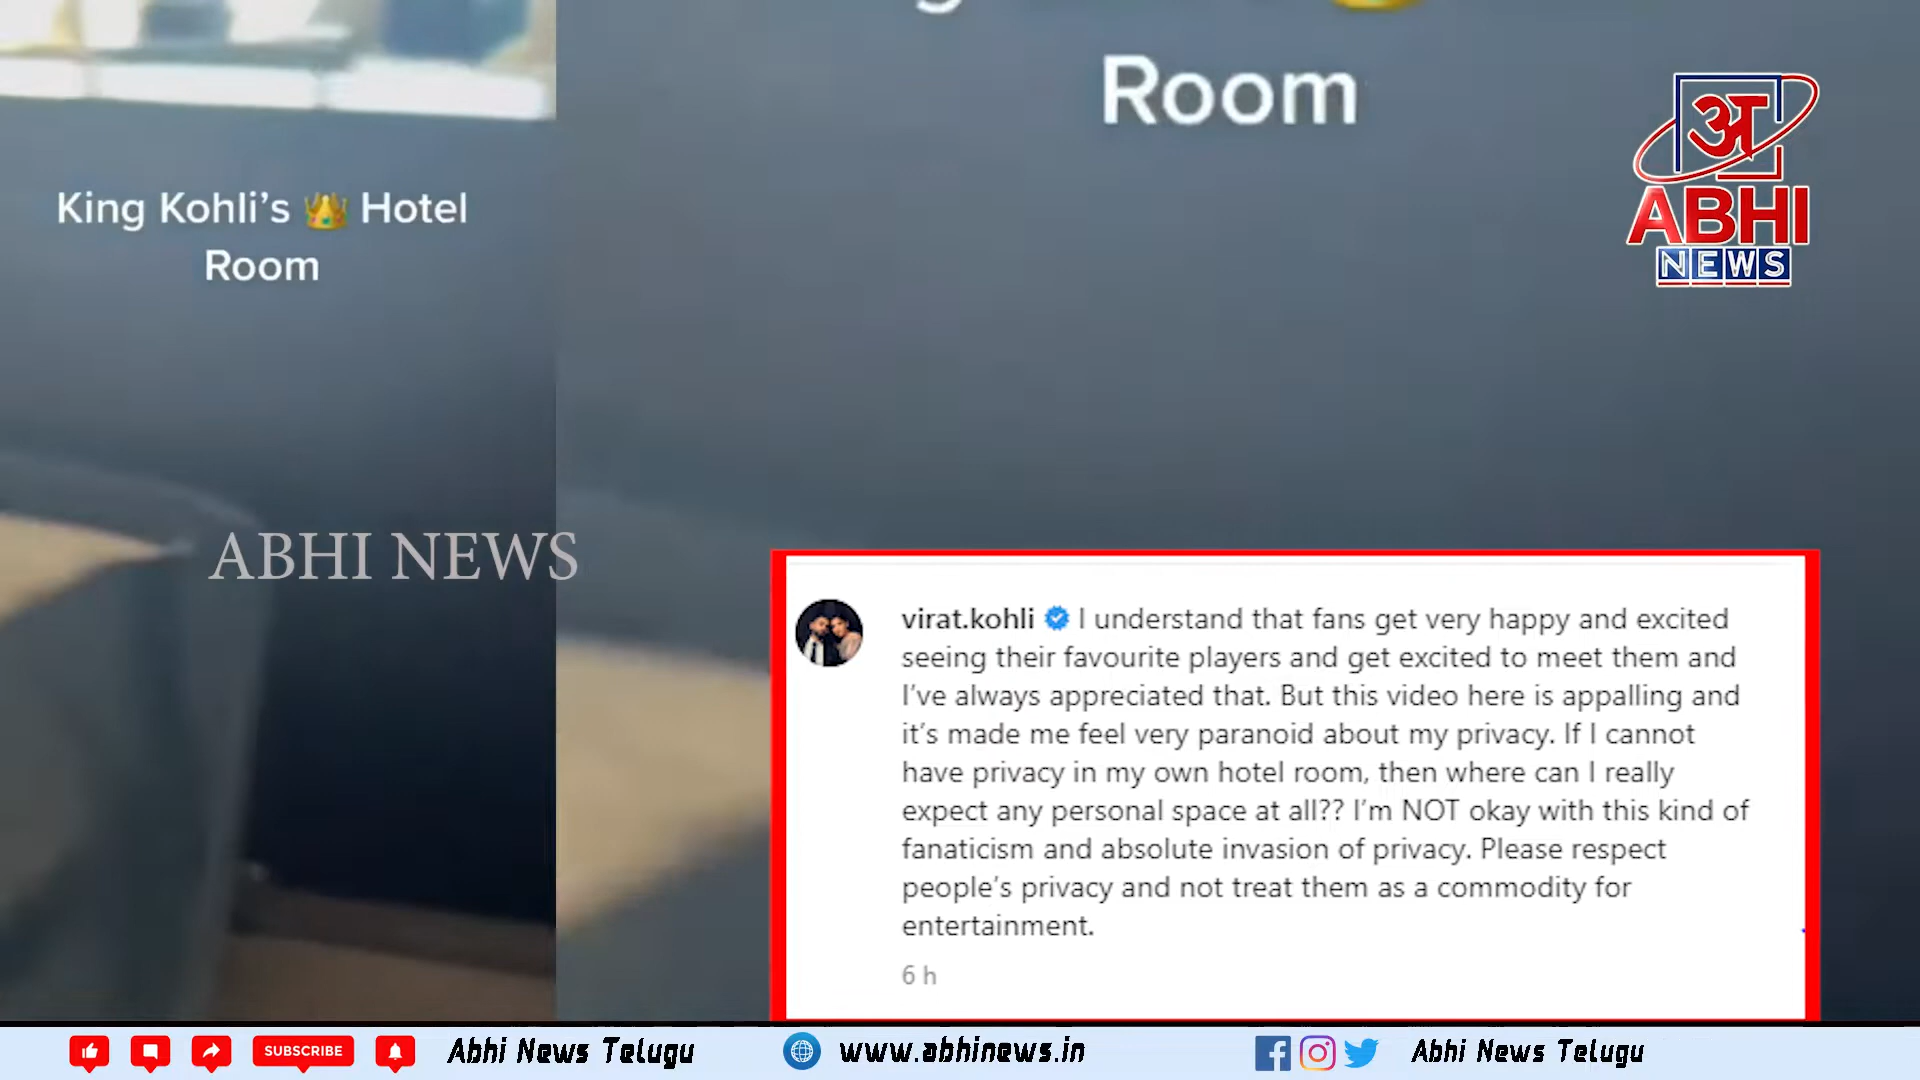 Room
King Kohli's 👑 Hotel
Room
अ
ABHI
NEWS
ABHI NEWS
virat.kohli I understand that fans get very happy and excited
seeing their favourite players and get excited to meet them and
I've always appreciated that. But this video here is appalling and
it's made me feel very paranoid about my privacy. If I cannot
have privacy in my own hotel room, then where can I really
expect any personal space at all?? I'm NOT okay with this kind of
fanaticism and absolute invasion of privacy. Please respect
people's privacy and not treat them as a commodity for
entertainment.
6 h
SUBSCRIBE Abhi News Telugu www.abhinews.in Abhi News Telugu